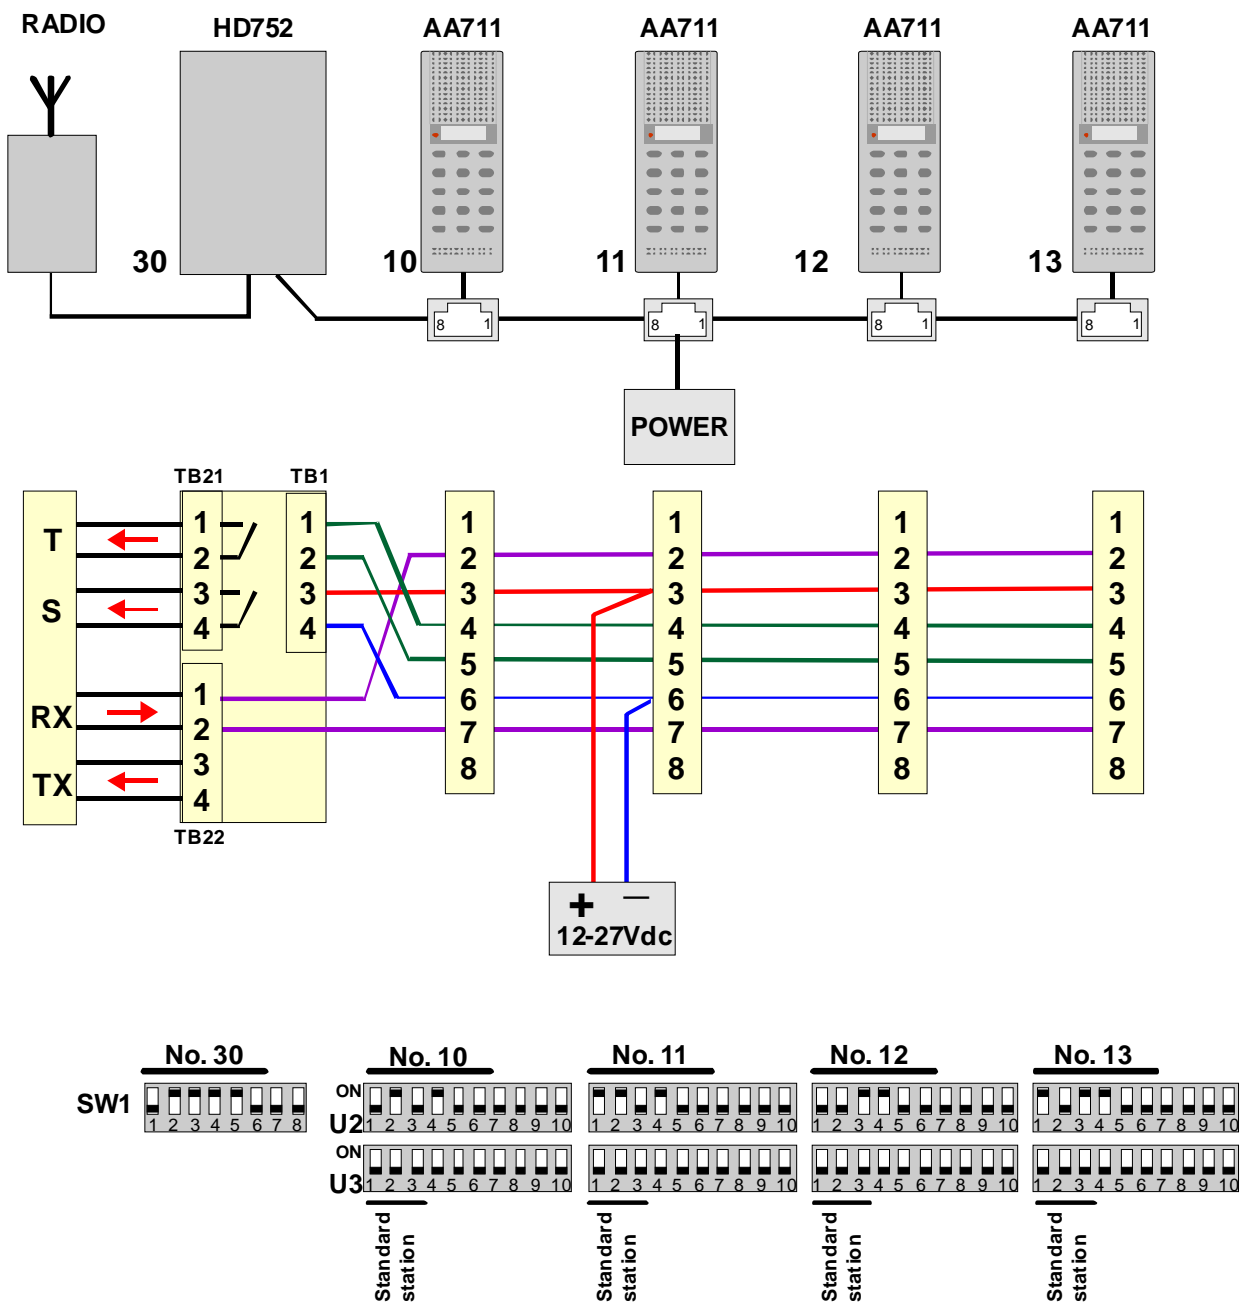 RADIO HD752 AA711 AA711 AA711 AA711
30 10 11 12 13
8 1 8 1 8 1 8 1
POWER
TB21 TB1
T 1 1 1 1 1 1
2 2 2 2 2 2
S 3 3 3 3 3 3
4 4 4 4 4 4
5 5 5 5
RX 1 6 6 6 6
2 7 7 7 7
TX 3 8 8 8 8
4
TB22
+ −
12-27Vdc
No. 30 No. 10 No. 11 No. 12 No. 13
SW1 ON
1 2 3 4 5 6 7 8
U2 1 2 3 4 5 6 7 8 9 10 1 2 3 4 5 6 7 8 9 10 1 2 3 4 5 6 7 8 9 10 1 2 3 4 5 6 7 8 9 10
ON
U3 1 2 3 4 5 6 7 8 9 10 1 2 3 4 5 6 7 8 9 10 1 2 3 4 5 6 7 8 9 10 1 2 3 4 5 6 7 8 9 10
Standard
station
Standard
station
Standard
station
Standard
station